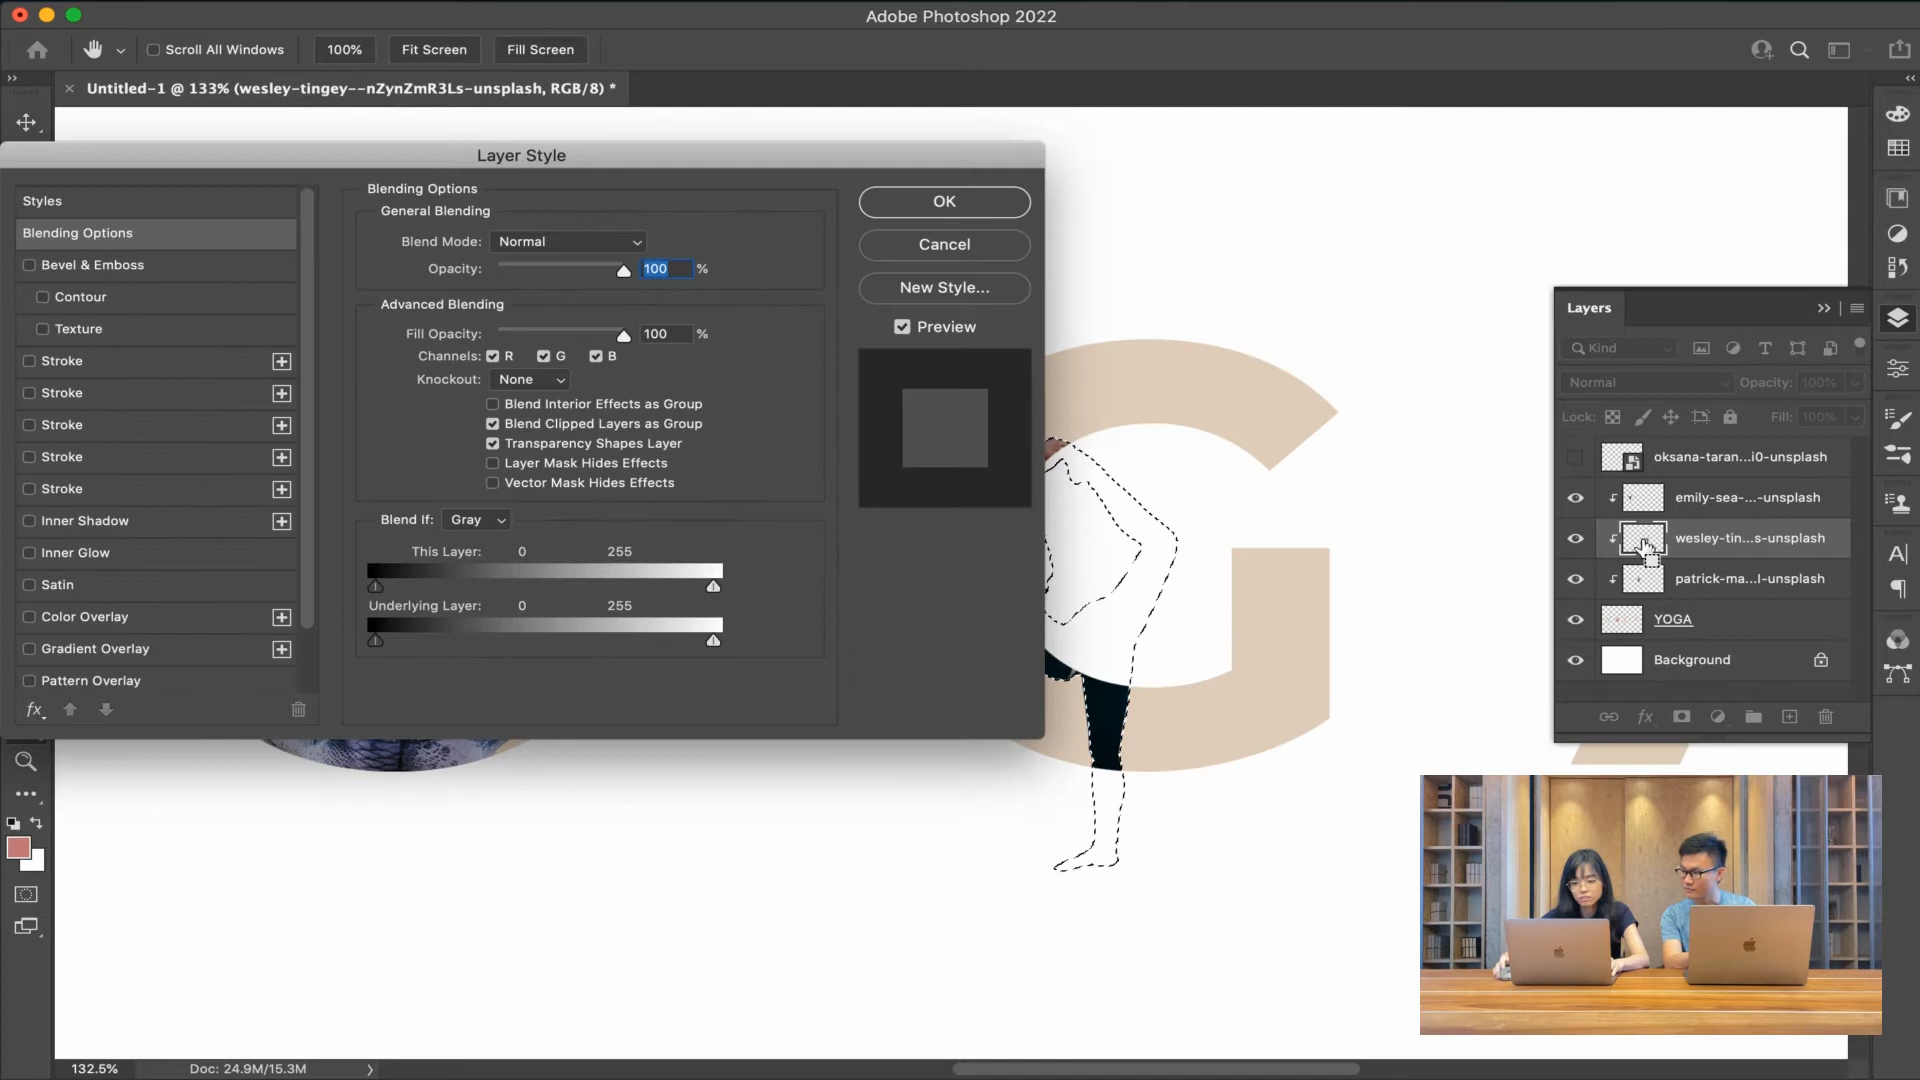 Adobe Photoshop 2022
Scroll All Windows
100%
Fit Screen
Fill Screen
Untitled-1 @ 133% (wesley-tingey--nZynZmR3Ls-unsplash, RGB/8) *
Layer Style
Styles
Blending Options
Bevel & Emboss
Contour
Texture
Stroke
Stroke
Stroke
Stroke
Stroke
Inner Shadow
Inner Glow
Satin
Color Overlay
Gradient Overlay
Pattern Overlay
fx
Blending Options
General Blending
Blend Mode: Normal
Opacity: 100 %
Advanced Blending
Fill Opacity: 100 %
Channels: R G B
Knockout: None
Blend Interior Effects as Group
Blend Clipped Layers as Group
Transparency Shapes Layer
Layer Mask Hides Effects
Vector Mask Hides Effects
Blend If: Gray
This Layer: 0 255
Underlying Layer: 0 255
OK
Cancel
New Style...
Preview
G
Layers
Kind
Normal
Opacity: 100%
Lock:
Fill: 100%
oksana-taran...i0-unsplash
emily-sea-...-unsplash
wesley-tin...s-unsplash
patrick-ma...l-unsplash
YOGA
Background
fx
132.5%
Doc: 24.9M/15.3M